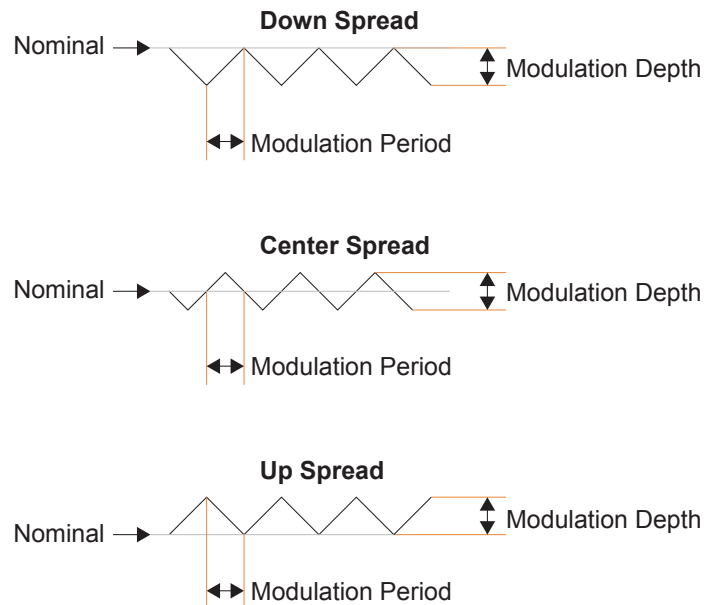 Down Spread
Nominal
Modulation Depth
Modulation Period
Center Spread
Nominal
Modulation Depth
Modulation Period
Up Spread
Modulation Depth
Nominal
Modulation Period